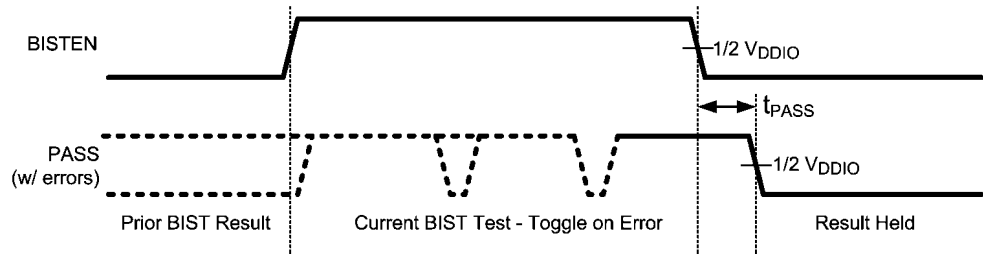 BISTEN
1/2 VDDIO
tPASS
PASS
(w/ errors)
1/2 VDDIO
Prior BIST Result
Current BIST Test - Toggle on Error
Result Held